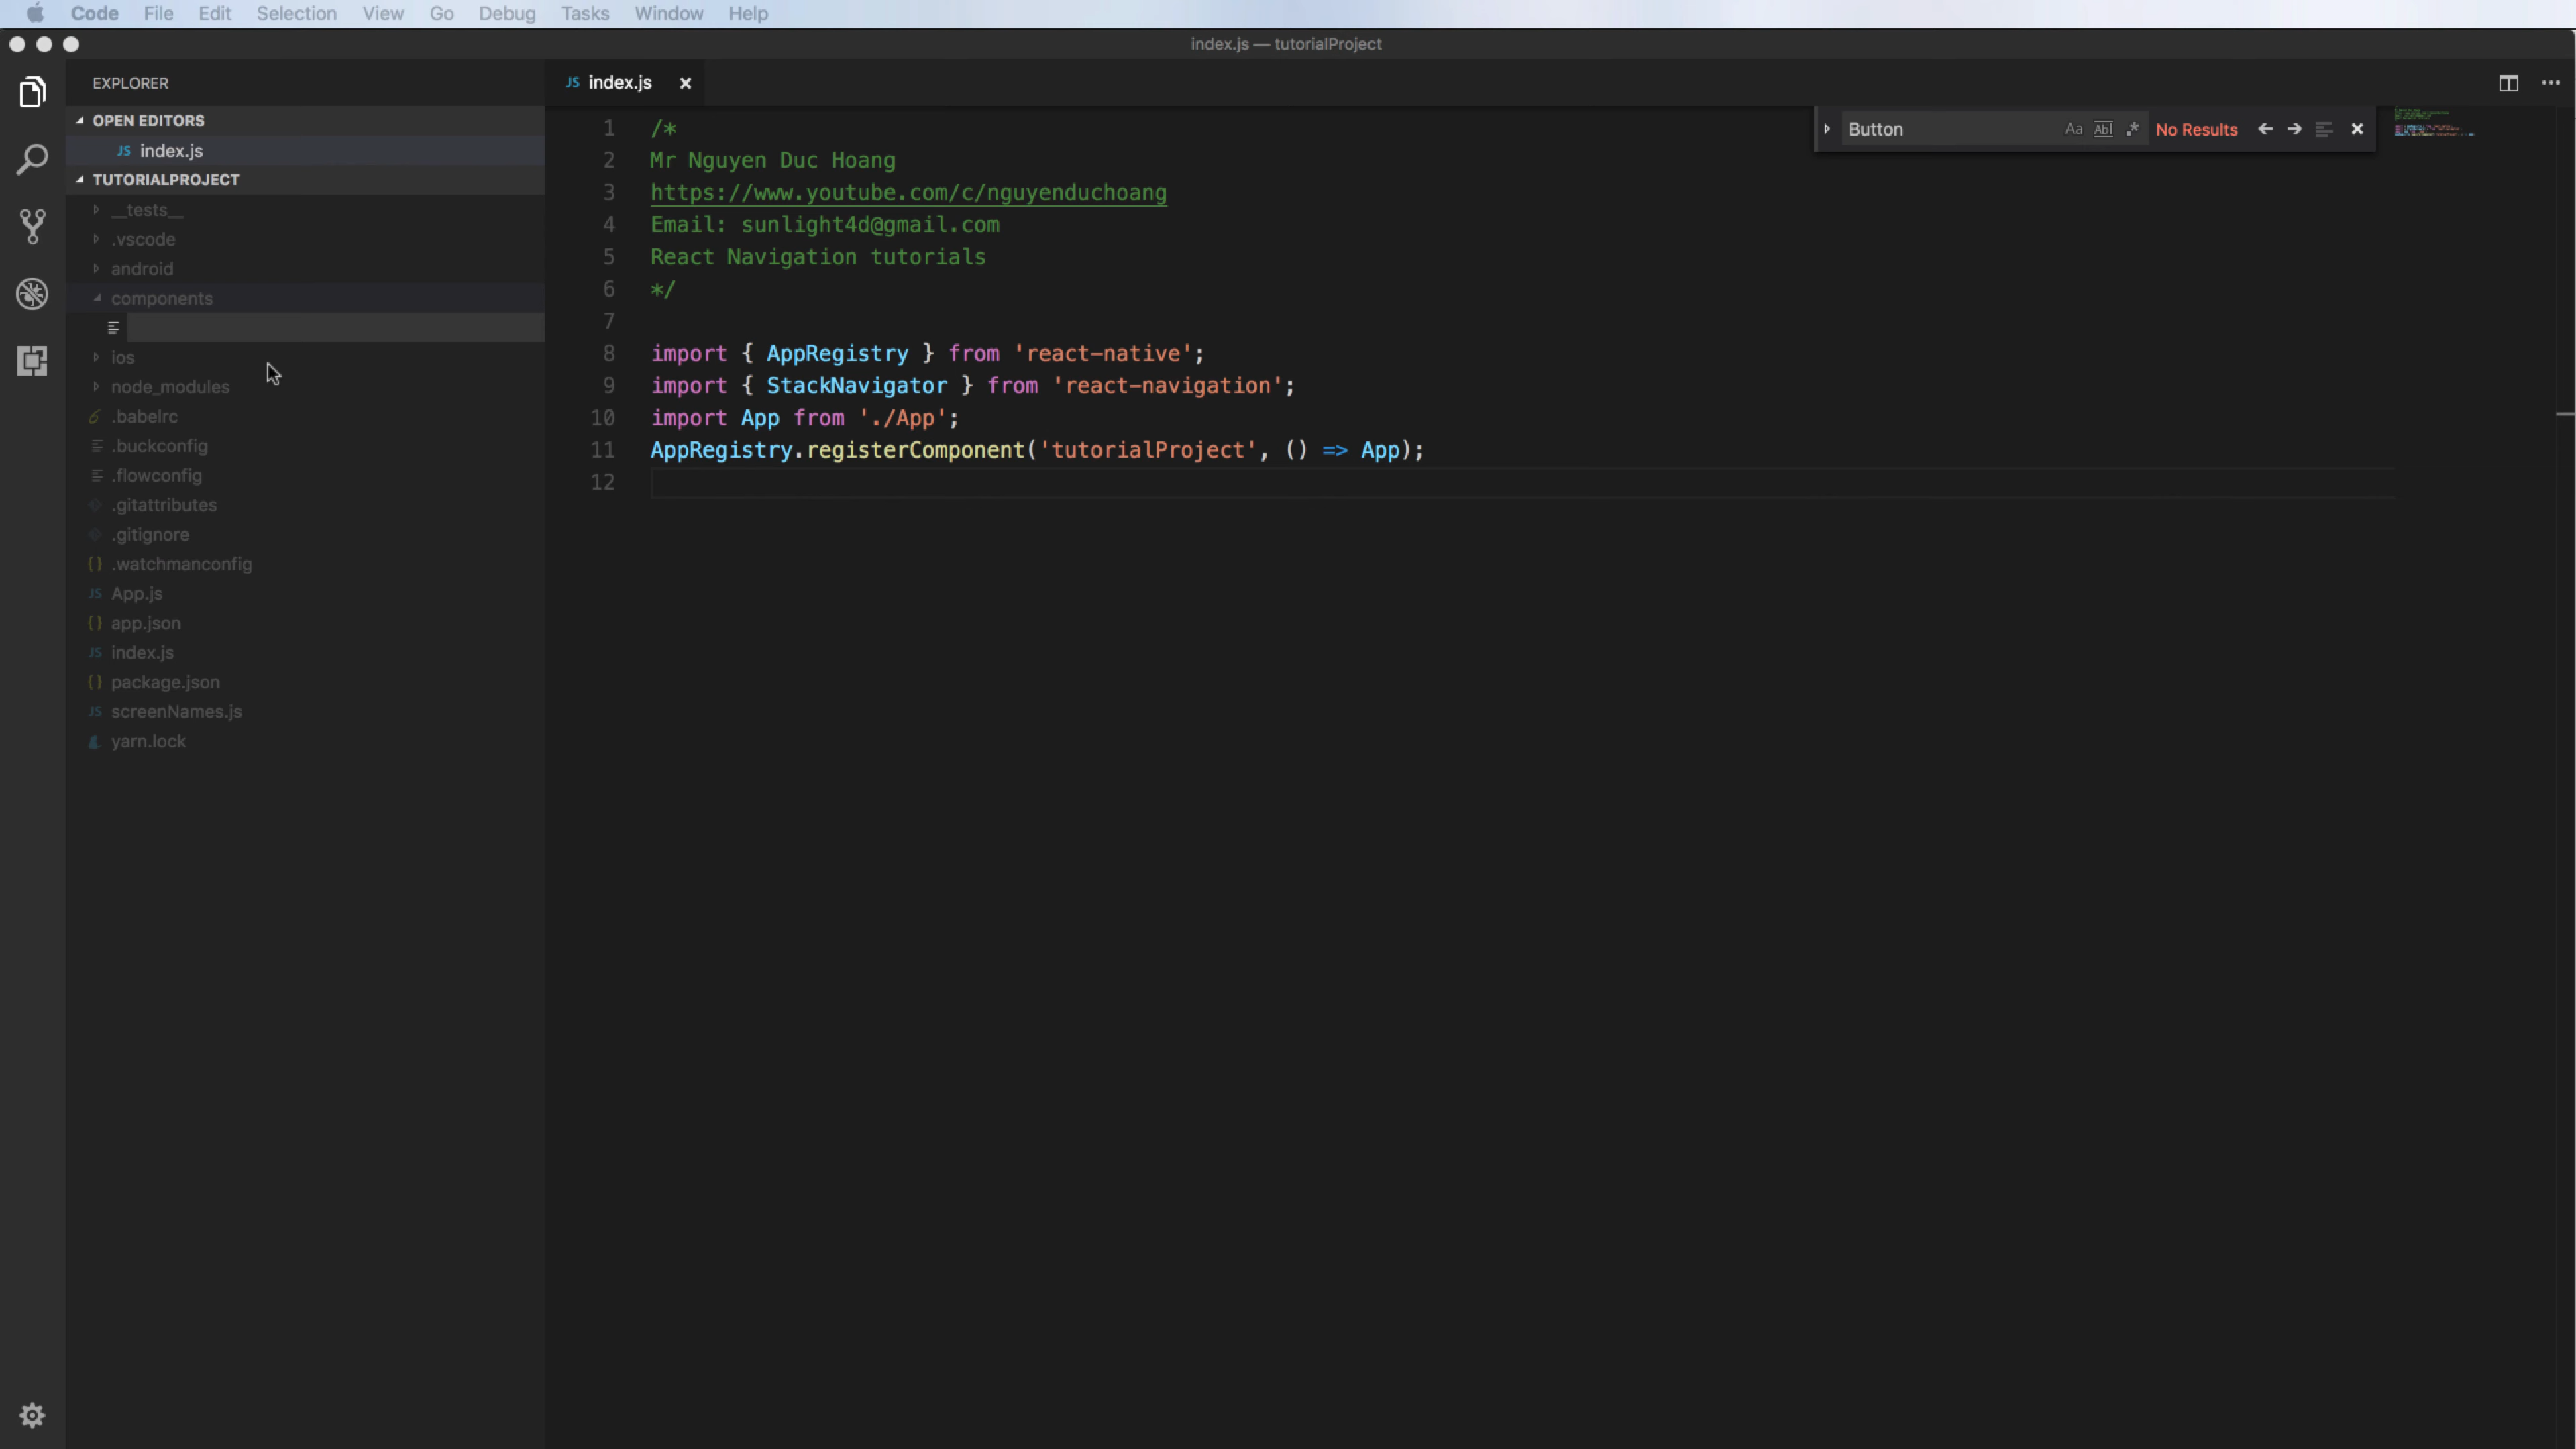 Code File Edit Selection View Go Debug Tasks Window Help
index.js — tutorialProject
EXPLORER
OPEN EDITORS
JS index.js
TUTORIALPROJECT
__tests__
.vscode
android
components
ios
node_modules
.babelrc
.buckconfig
.flowconfig
.gitattributes
.gitignore
{} .watchmanconfig
JS App.js
{} app.json
JS index.js
{} package.json
JS screenNames.js
yarn.lock
JS index.js
Button Aa Abl .* No Results
1 /*
2 Mr Nguyen Duc Hoang
3 https://www.youtube.com/c/nguyenduchoang
4 Email: sunlight4d@gmail.com
5 React Navigation tutorials
6 */
7
8 import { AppRegistry } from 'react-native';
9 import { StackNavigator } from 'react-navigation';
10 import App from './App';
11 AppRegistry.registerComponent('tutorialProject', () => App);
12